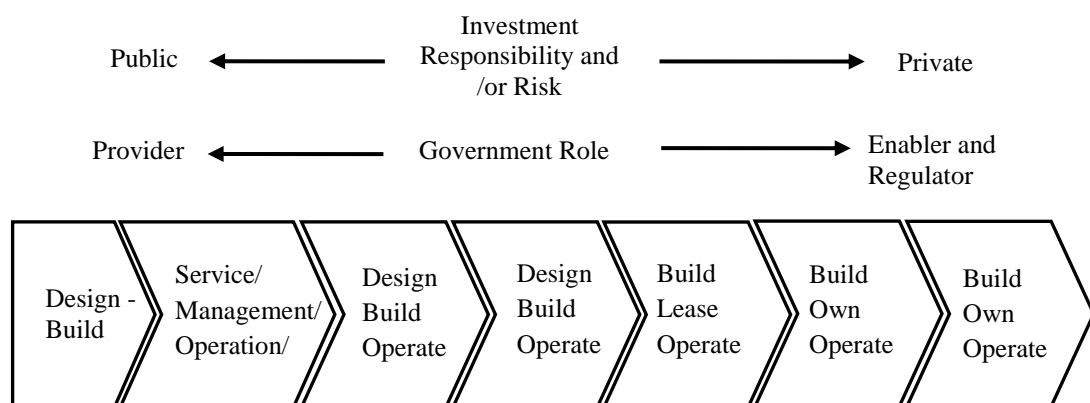 Public
Investment
Responsibility and
/or Risk
Private
Provider
Government Role
Enabler and
Regulator
Design -
Build
Service/
Management/
Operation/
Design
Build
Operate
Design
Build
Operate
Build
Lease
Operate
Build
Own
Operate
Build
Own
Operate